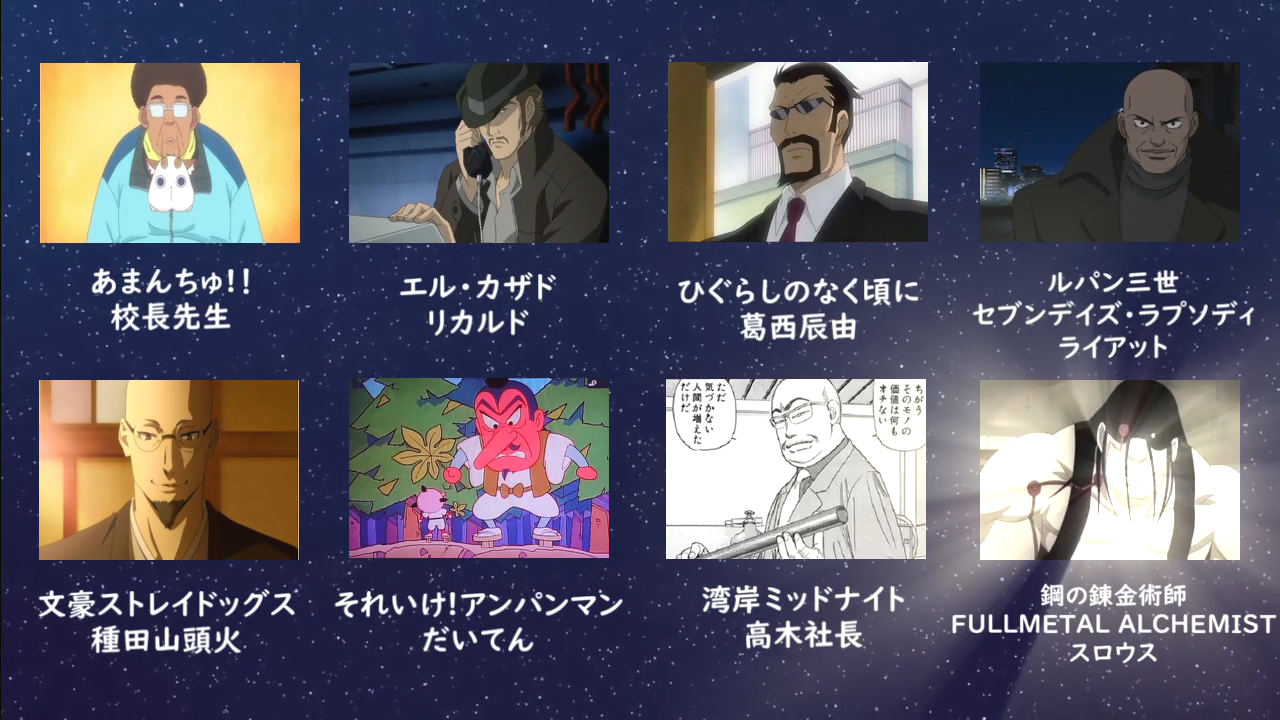 あまんちゅ!!
校長先生
エル・カザド
リカルド
ひぐらしのなく頃に
葛西辰由
ルパン三世
セブンデイズ・ラプソディ
ライアット
ちがう
そのモノの
価値は何も
オチない
ただ
気づかない
人間が増えた
だけだ
文豪ストレイドッグス
種田山頭火
それいけ!アンパンマン
だいてん
湾岸ミッドナイト
高木社長
鋼の錬金術師
FULLMETAL ALCHEMIST
スロウス